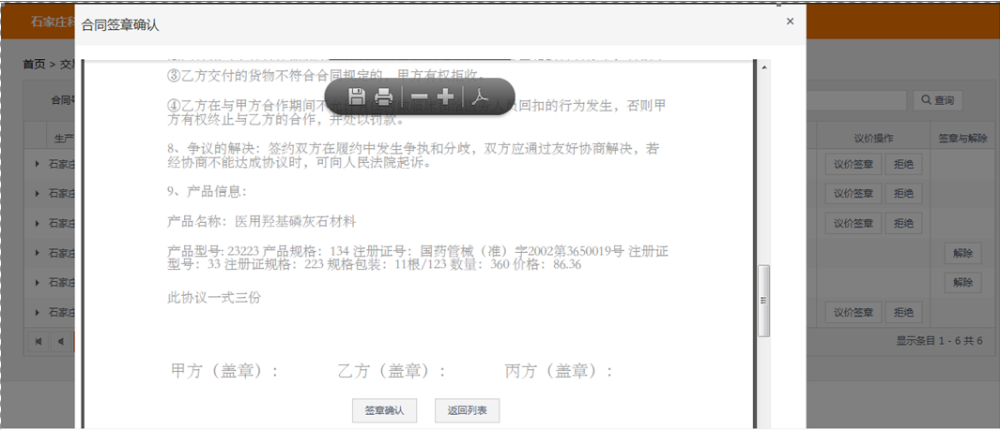 石家庄科
合同签章确认
×
首页 > 交
合同号
查询
生产
议价操作
签章与解除
石家庄
议价签章 拒绝
石家庄
议价签章 拒绝
石家庄
议价签章 拒绝
石家庄
解除
石家庄
解除
石家庄
议价签章 拒绝
显示条目 1 - 6 共 6
③乙方交付的货物不符合合同规定的，甲方有权拒收。
④乙方在与甲方合作期间不 员回扣的行为发生，否则甲
方有权终止与乙方的合作，并处以罚款。
8、争议的解决：签约双方在履约中发生争执和分歧，双方应通过友好协商解决，若
经协商不能达成协议时，可向人民法院起诉。
9、产品信息：
产品名称：医用羟基磷灰石材料
产品型号: 23223 产品规格：134 注册证号：国药管械（准）字2002第3650019号 注册证
型号：33 注册证规格：223 规格包装：11根/123 数量：360 价格：86.36
此协议一式三份
甲方（盖章）： 乙方（盖章）： 丙方（盖章）：
签章确认 返回列表